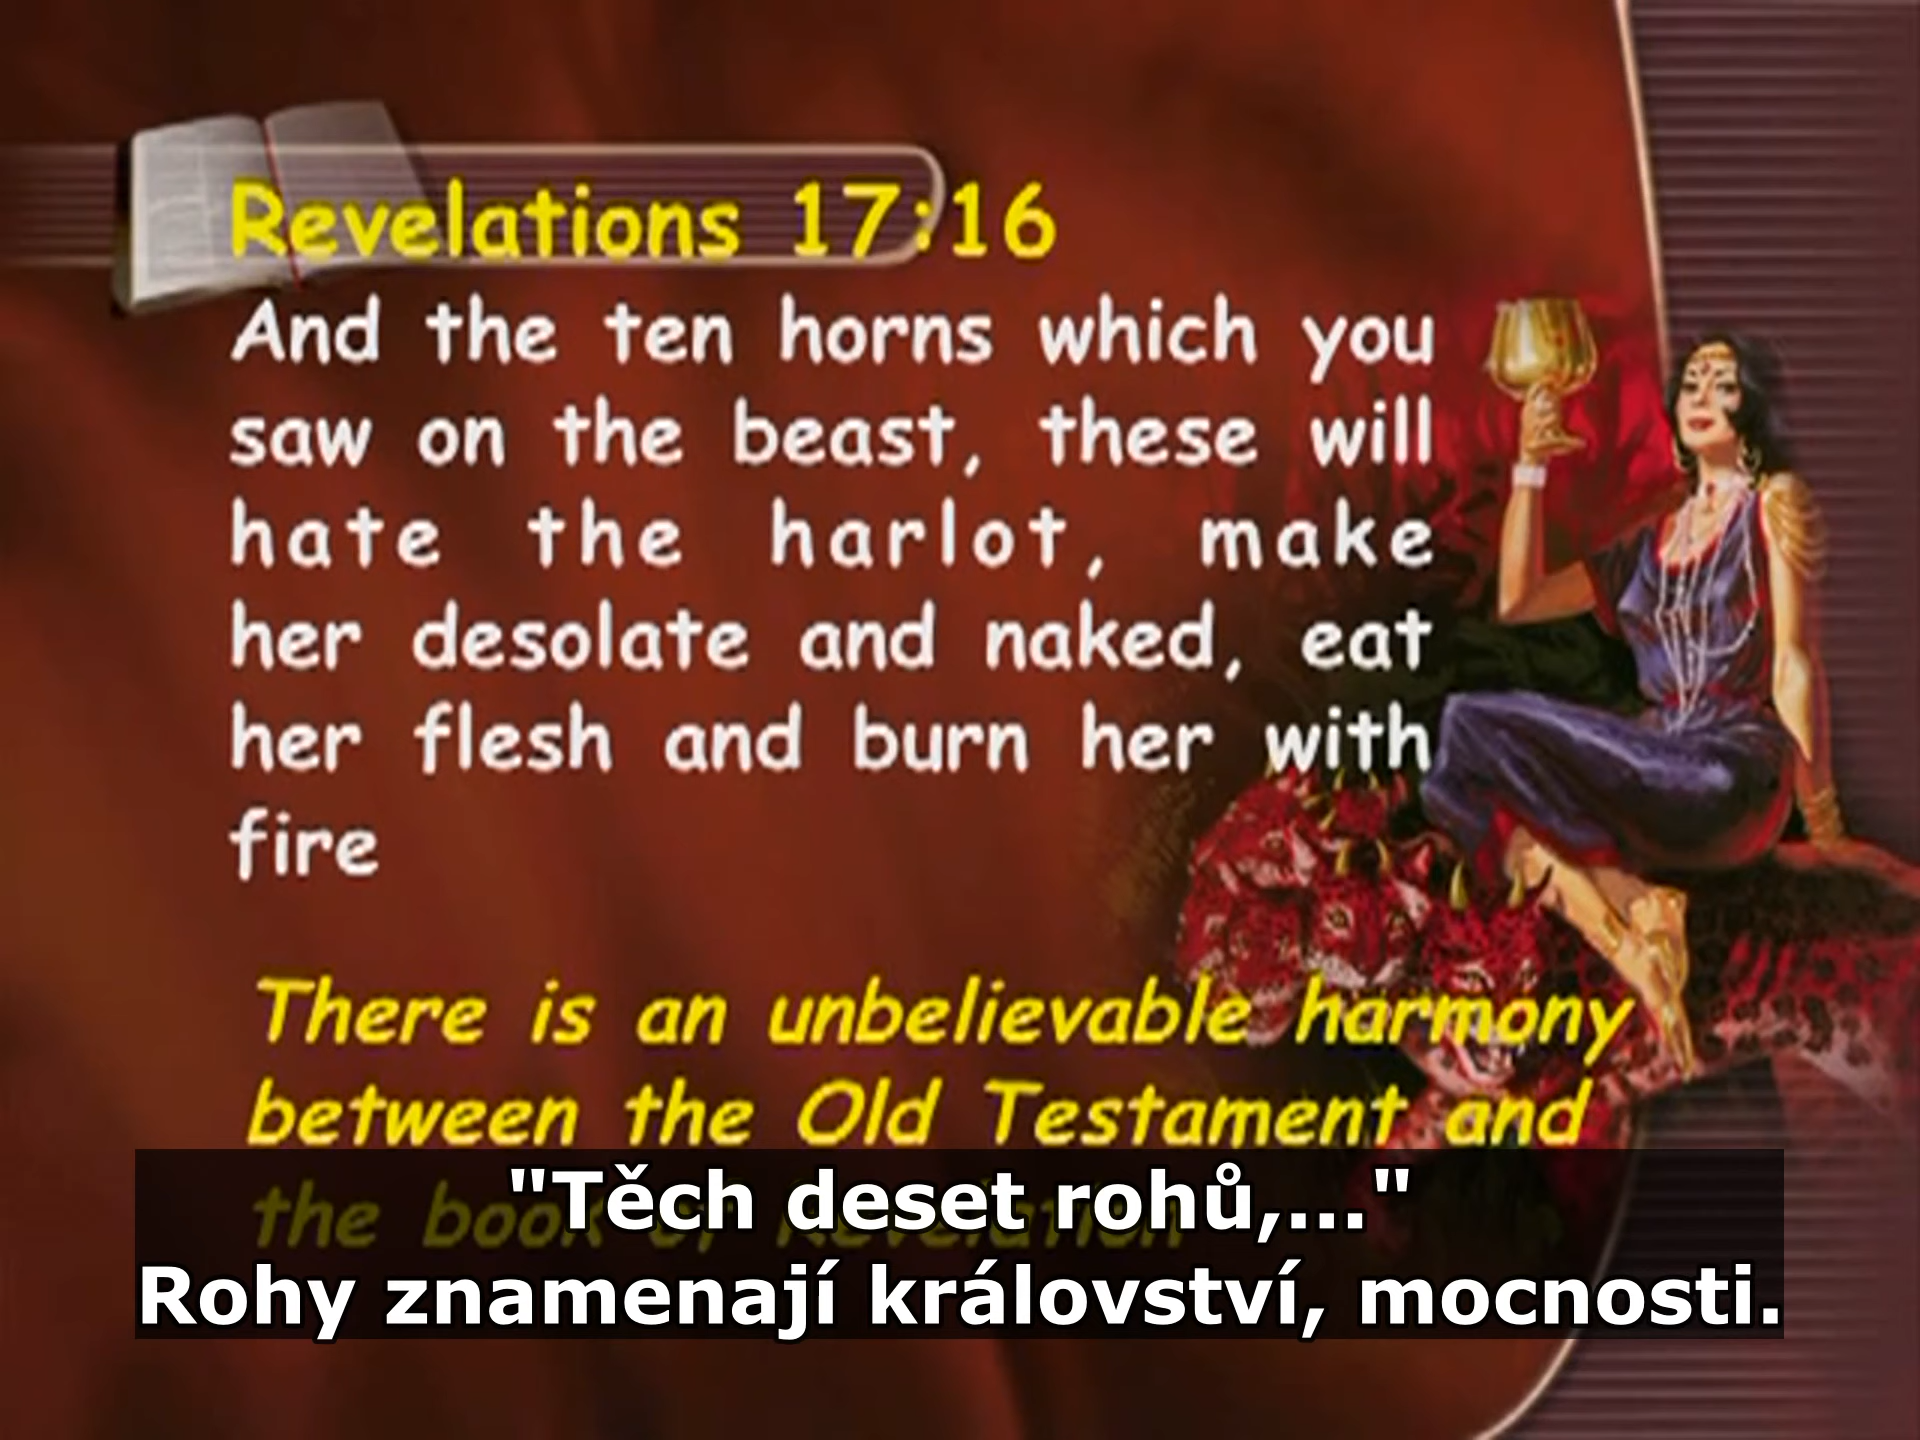 Revelations 17:16
And the ten horns which you
saw on the beast, these will
hate the harlot, make
her desolate and naked, eat
her flesh and burn her with
fire
There is an unbelievable harmony
between the Old Testament and
the book of Revelation
"Těch deset rohů,..."
Rohy znamenají království, mocnosti.